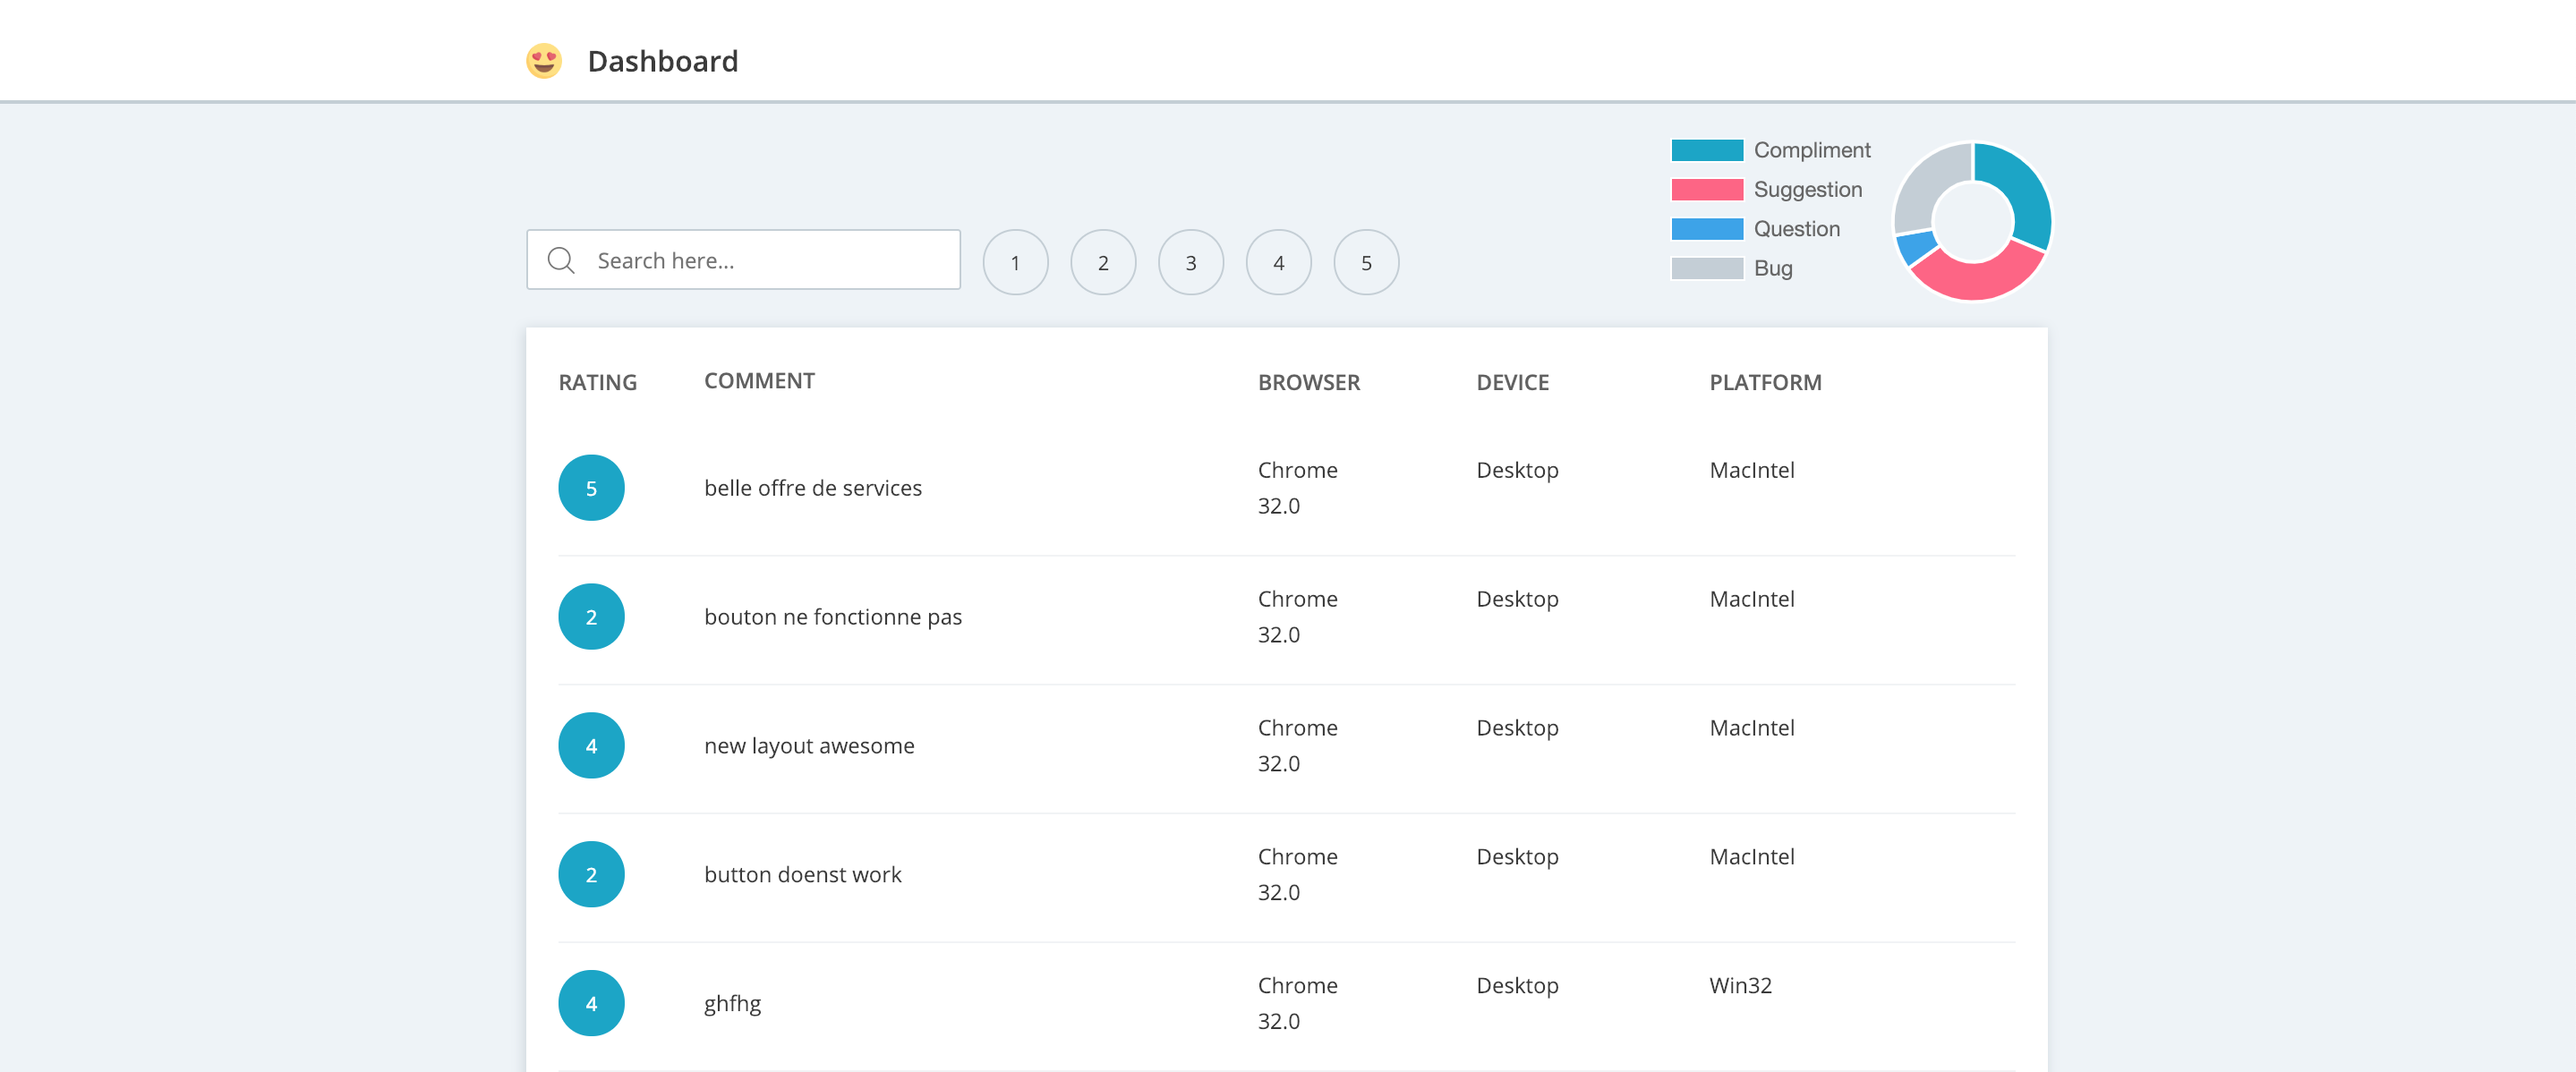 Dashboard
Compliment
Suggestion
Question
Bug
Search here...
1 2 3 4 5
RATING COMMENT BROWSER DEVICE PLATFORM
5 belle offre de services Chrome 32.0 Desktop MacIntel
2 bouton ne fonctionne pas Chrome 32.0 Desktop MacIntel
4 new layout awesome Chrome 32.0 Desktop MacIntel
2 button doenst work Chrome 32.0 Desktop MacIntel
4 ghfhg Chrome 32.0 Desktop Win32